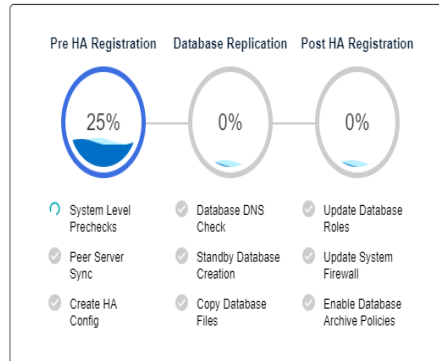 Pre HA Registration
Database Replication
Post HA Registration
25%
0%
0%
System Level
Prechecks
Peer Server
Sync
Create HA
Config
Database DNS
Check
Standby Database
Creation
Copy Database
Files
Update Database
Roles
Update System
Firewall
Enable Database
Archive Policies